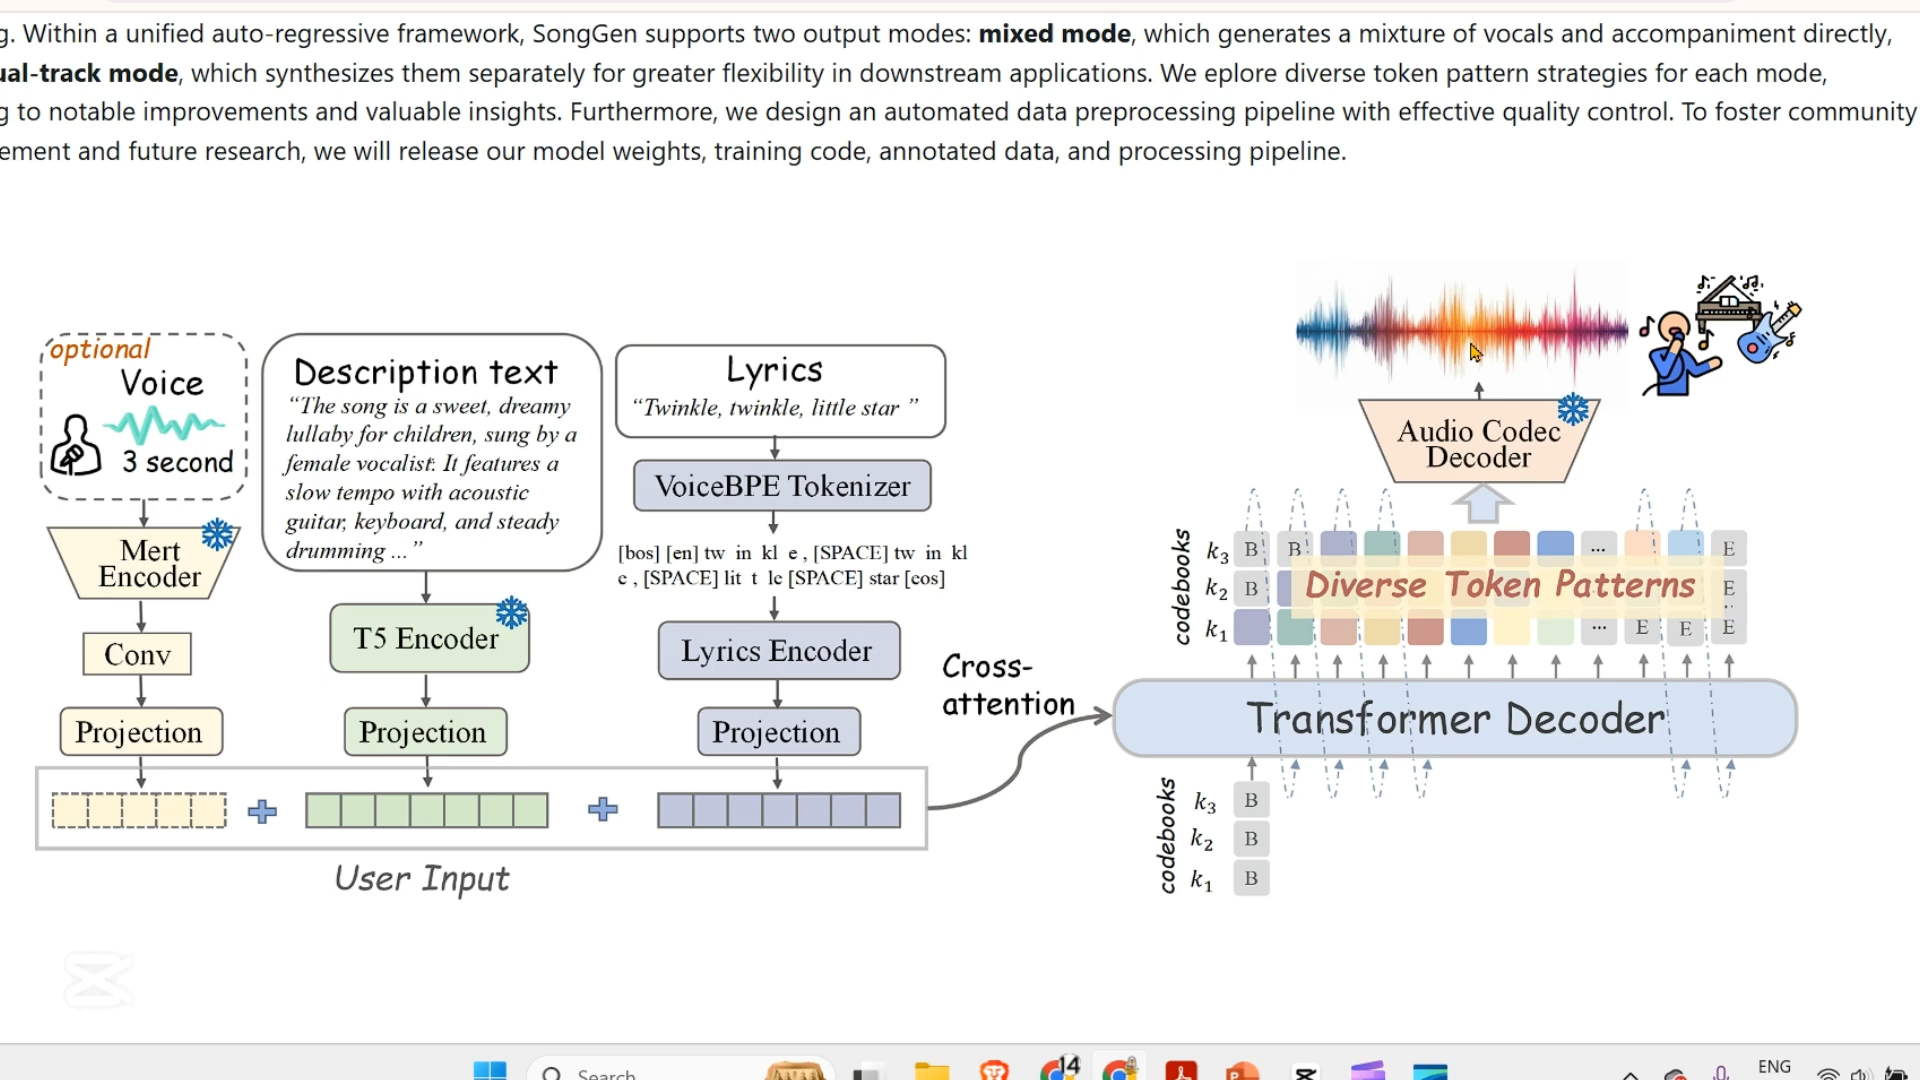 g. Within a unified auto-regressive framework, SongGen supports two output modes: mixed mode, which generates a mixture of vocals and accompaniment directly,
ual-track mode, which synthesizes them separately for greater flexibility in downstream applications. We eplore diverse token pattern strategies for each mode,
g to notable improvements and valuable insights. Furthermore, we design an automated data preprocessing pipeline with effective quality control. To foster community
ement and future research, we will release our model weights, training code, annotated data, and processing pipeline.
optional
Voice
3 second
Mert
Encoder
Conv
Projection
Description text
“The song is a sweet, dreamy
lullaby for children, sung by a
female vocalist. It features a
slow tempo with acoustic
guitar, keyboard, and steady
drumming ... ”
T5 Encoder
Projection
Lyrics
“Twinkle, twinkle, little star ”
VoiceBPE Tokenizer
[bos] [en] tw in kl e , [SPACE] tw in kl
e , [SPACE] lit t le [SPACE] star [eos]
Lyrics Encoder
Projection
User Input
Cross-
attention
Audio Codec
Decoder
codebooks
k3 B B ... E
k2 B E
Diverse Token Patterns
k1 ... E E E
Transformer Decoder
codebooks
k3 B
k2 B
k1 B
Search
14
ENG